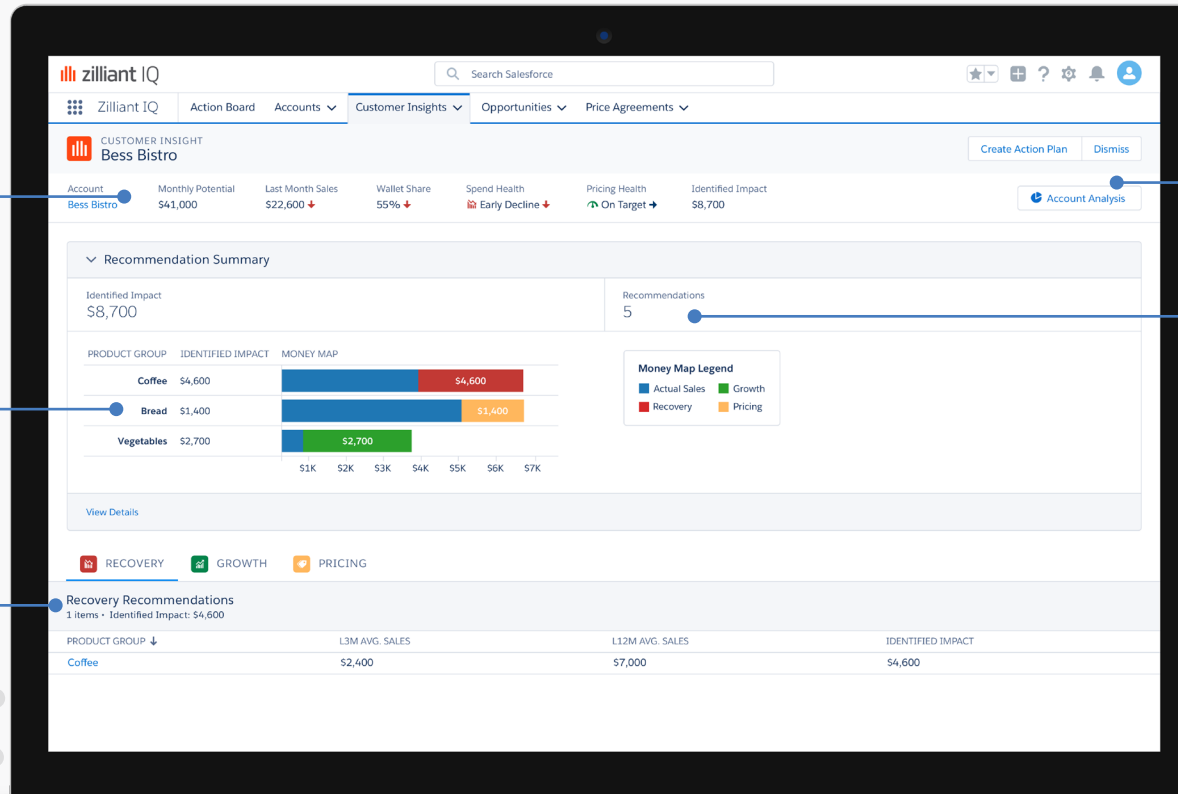 zilliant IQ
Search Salesforce
Zilliant IQ Action Board Accounts Customer Insights Opportunities Price Agreements
CUSTOMER INSIGHT
Bess Bistro
Create Action Plan Dismiss
Account Monthly Potential Last Month Sales Wallet Share Spend Health Pricing Health Identified Impact
Bess Bistro $41,000 $22,600 55% Early Decline On Target $8,700
Account Analysis
Recommendation Summary
Identified Impact
$8,700
Recommendations
5
PRODUCT GROUP IDENTIFIED IMPACT MONEY MAP
Coffee $4,600 $4,600
Bread $1,400 $1,400
Vegetables $2,700 $2,700
$1K $2K $3K $4K $5K $6K $7K
Money Map Legend
Actual Sales Growth
Recovery Pricing
View Details
RECOVERY GROWTH PRICING
Recovery Recommendations
1 items • Identified Impact: $4,600
PRODUCT GROUP L3M AVG. SALES L12M AVG. SALES IDENTIFIED IMPACT
Coffee $2,400 $7,000 $4,600